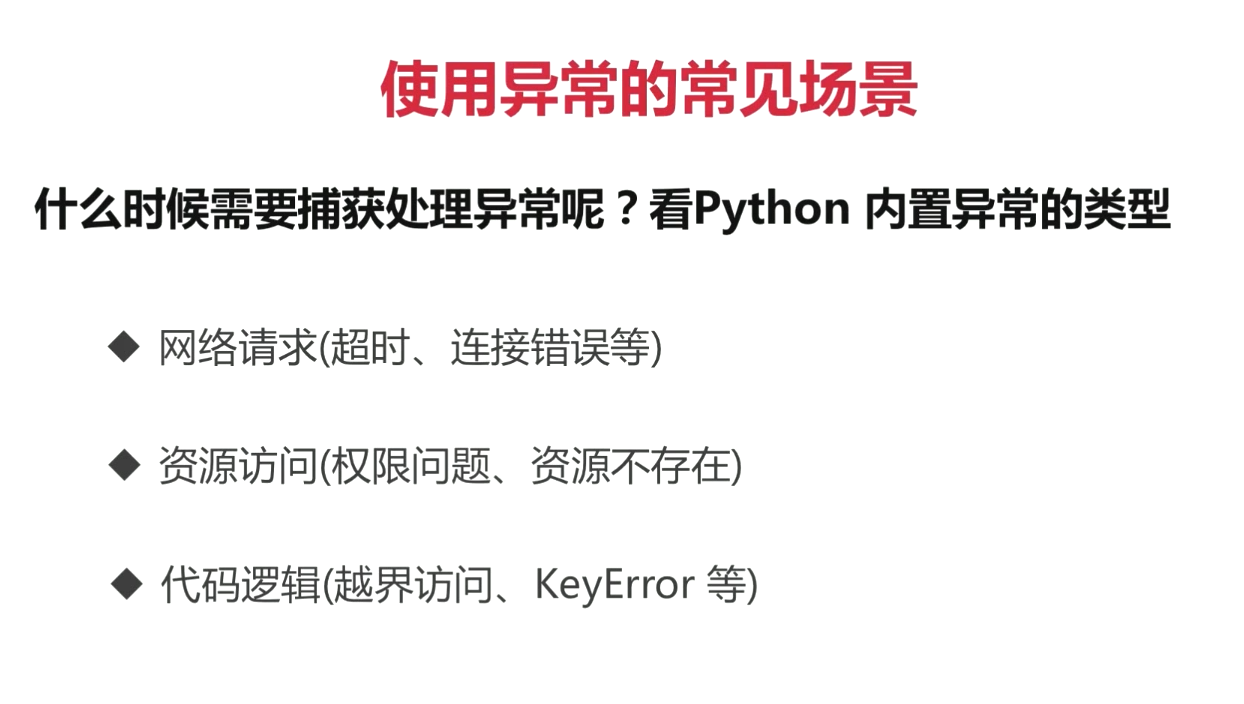 使用异常的常见场景
什么时候需要捕获处理异常呢？看Python 内置异常的类型
◆ 网络请求(超时、连接错误等)
◆ 资源访问(权限问题、资源不存在)
◆ 代码逻辑(越界访问、KeyError 等)